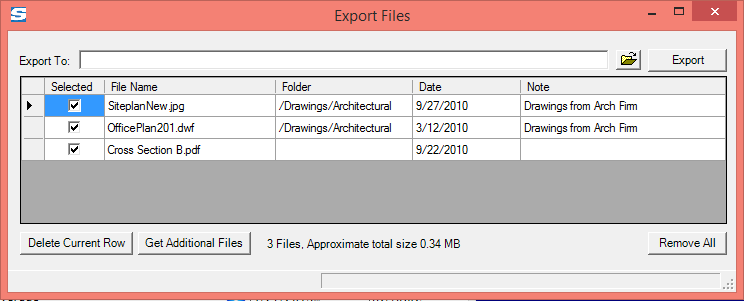 Export Files
Export To: Export
Selected File Name Folder Date Note
SiteplanNew.jpg /Drawings/Architectural 9/27/2010 Drawings from Arch Firm
OfficePlan201.dwf /Drawings/Architectural 3/12/2010 Drawings from Arch Firm
Cross Section B.pdf 9/22/2010
Delete Current Row Get Additional Files 3 Files, Approximate total size 0.34 MB Remove All